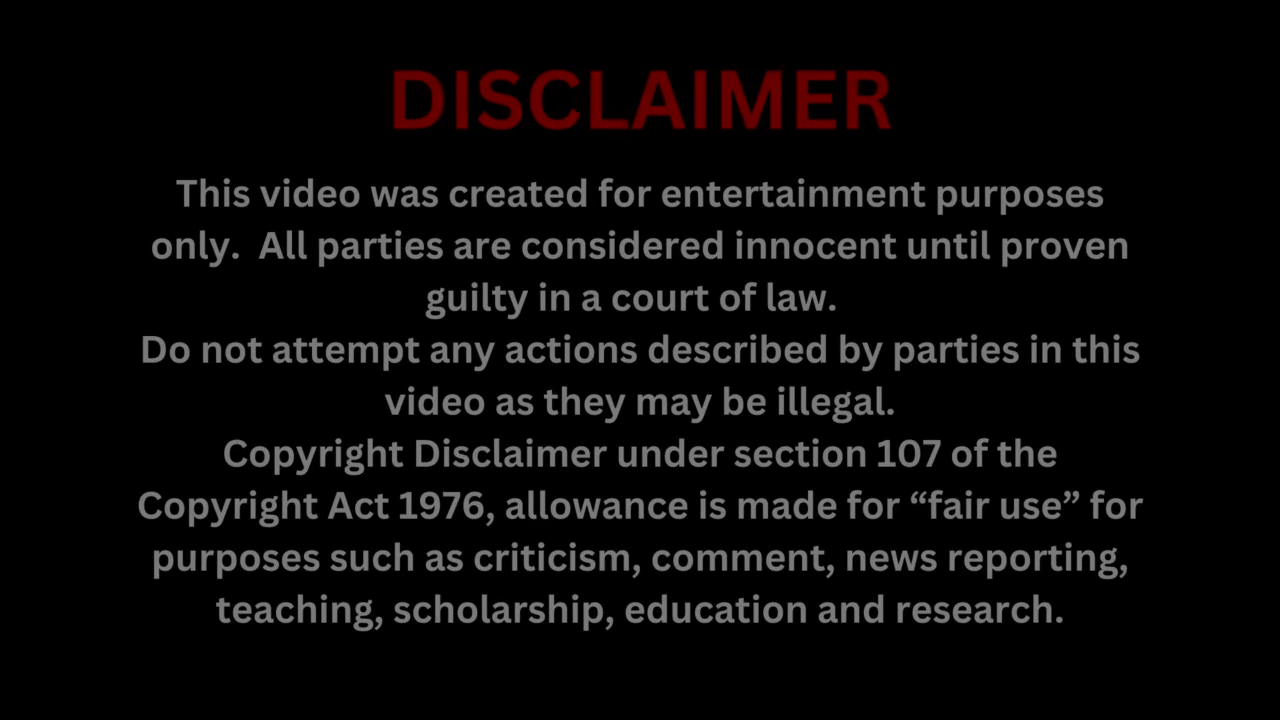 DISCLAIMER
This video was created for entertainment purposes
only.  All parties are considered innocent until proven
guilty in a court of law.
Do not attempt any actions described by parties in this
video as they may be illegal.
Copyright Disclaimer under section 107 of the
Copyright Act 1976, allowance is made for “fair use” for
purposes such as criticism, comment, news reporting,
teaching, scholarship, education and research.